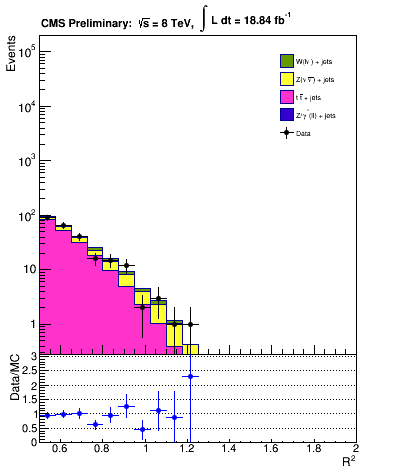 CMS Preliminary: √s = 8 TeV, ∫ L dt = 18.84 fb⁻¹
Events
10⁵
10⁴
10³
10²
10
1
W(lν) + jets
Z(νν̅) + jets
t t̅ + jets
Z/γ*(ll) + jets
Data
Data/MC
3
2.5
2
1.5
1
0.5
0
0.6 0.8 1 1.2 1.4 1.6 1.8 2
R²